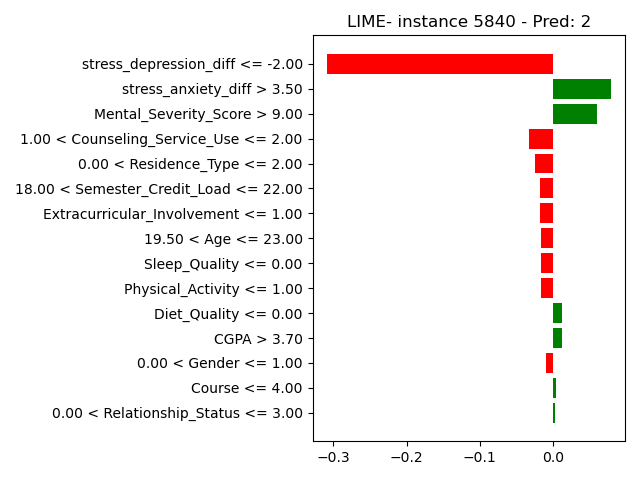 LIME- instance 5840 - Pred: 2
stress_depression_diff <= -2.00
stress_anxiety_diff > 3.50
Mental_Severity_Score > 9.00
1.00 < Counseling_Service_Use <= 2.00
0.00 < Residence_Type <= 2.00
18.00 < Semester_Credit_Load <= 22.00
Extracurricular_Involvement <= 1.00
19.50 < Age <= 23.00
Sleep_Quality <= 0.00
Physical_Activity <= 1.00
Diet_Quality <= 0.00
CGPA > 3.70
0.00 < Gender <= 1.00
Course <= 4.00
0.00 < Relationship_Status <= 3.00
−0.3 −0.2 −0.1 0.0